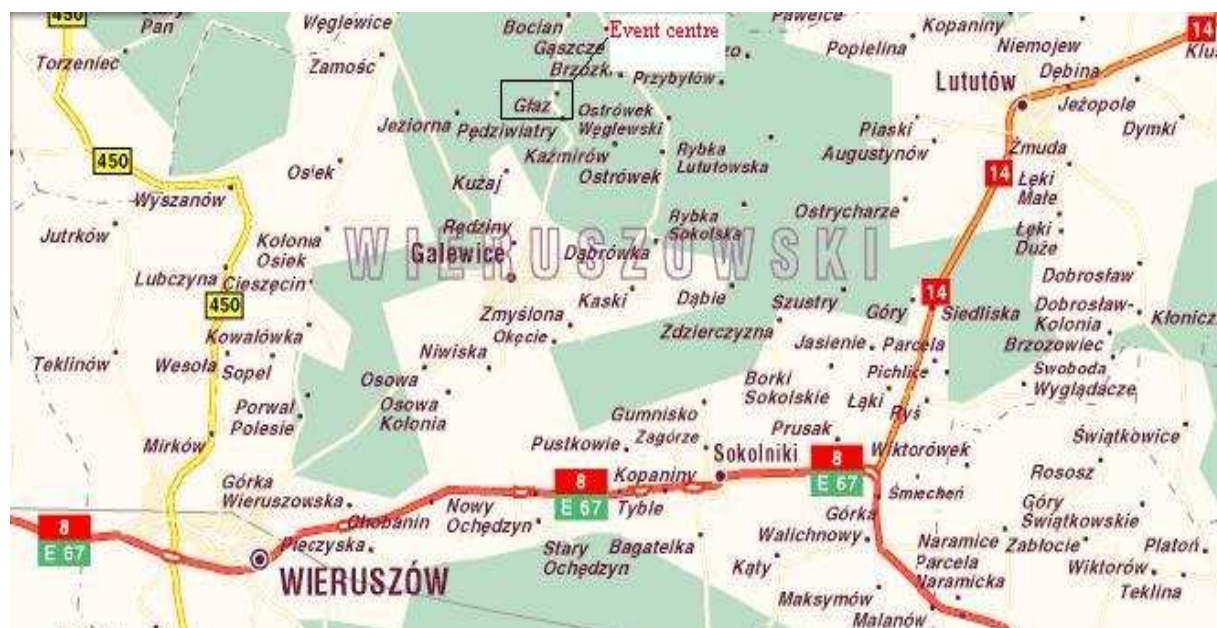 450
Pan
Węglewice
Bocian
Event centre
Pawelce
Kopaniny
14
Torzeniec
Zamośc
Gąszcze
Brzózki
Popielina
Niemojew
Klu
Przybyłów
Dębina
Lututów
Głaz
Jeziorna
Pędziwiatry
Ostrówek
Węglewski
Jeżopole
Piaski
Dymki
450
Osiek
Kaźmirów
Ostrówek
Rybka
Lututowska
Augustynów
Żmuda
14
Wyszanów
Kużaj
Łęki
Małe
Jutrków
Kolonia
Osiek
Rędziny
Galewice
WIERUSZOWSKI
Dąbrówka
Rybka
Sokolska
Ostrycharze
Łęki
Duże
Lubczyna
Cieszęcin
Dobrosław
450
Kaski
Dąbie
Szustry
14
Góry
Siedliska
Dobrosław-
Kolonia
Kłonicz
Zmyślona
Okęcie
Zdzierczyzna
Kowalówka
Jasienie
Parcela
Brzozowiec
Teklinów
Wesoła
Sopel
Niwiska
Osowa
Osowa
Kolonia
Borki
Sokolskie
Pichlice
Swoboda
Wyglądacze
Porwał
Polesie
Gumnisko
Łąki
Ryś
Mirków
Pustkowie
Zagórze
Prusak
Wiktorówek
Świątkowice
Sokolniki
8
E 67
Górka
Wieruszowska
Kopaniny
8
E 67
Rososz
Śmiecheń
Nowy
Ochędzyn
Tyble
Chobanin
Góry
Świątkowskie
8
E 67
Pieczyska
Górka
Walichnowy
Stary
Ochędzyn
Bagatelka
Kąty
Naramice
Parcela
Naramicka
Zabłocie
Platoń
Wiktorów
WIERUSZÓW
Teklina
Maksymów
Malanów